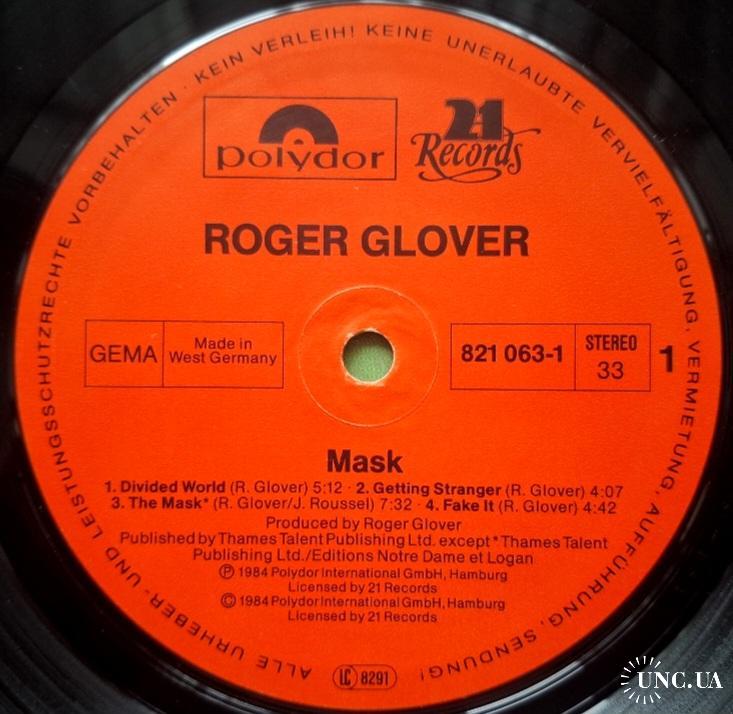 ALLE URHEBER- UND LEISTUNGSSCHUTZRECHTE VORBEHALTEN · KEIN VERLEIH! KEINE UNERLAUBTE VERVIELFÄLTIGUNG, VERMIETUNG, AUFFÜHRUNG, SENDUNG!
polydor
21 Records
ROGER GLOVER
GEMA
Made in
West Germany
821 063-1
STEREO
33
1
Mask
1. Divided World (R. Glover) 5:12 · 2. Getting Stranger (R. Glover) 4:07
3. The Mask* (R. Glover/J. Roussel) 7:32 · 4. Fake It (R. Glover) 4:42
Produced by Roger Glover
Published by Thames Talent Publishing Ltd. except * Thames Talent
Publishing Ltd./Editions Notre Dame et Logan
Ⓟ 1984 Polydor International GmbH, Hamburg
Licensed by 21 Records
© 1984 Polydor International GmbH, Hamburg
Licensed by 21 Records
LC 8291
UNC.UA